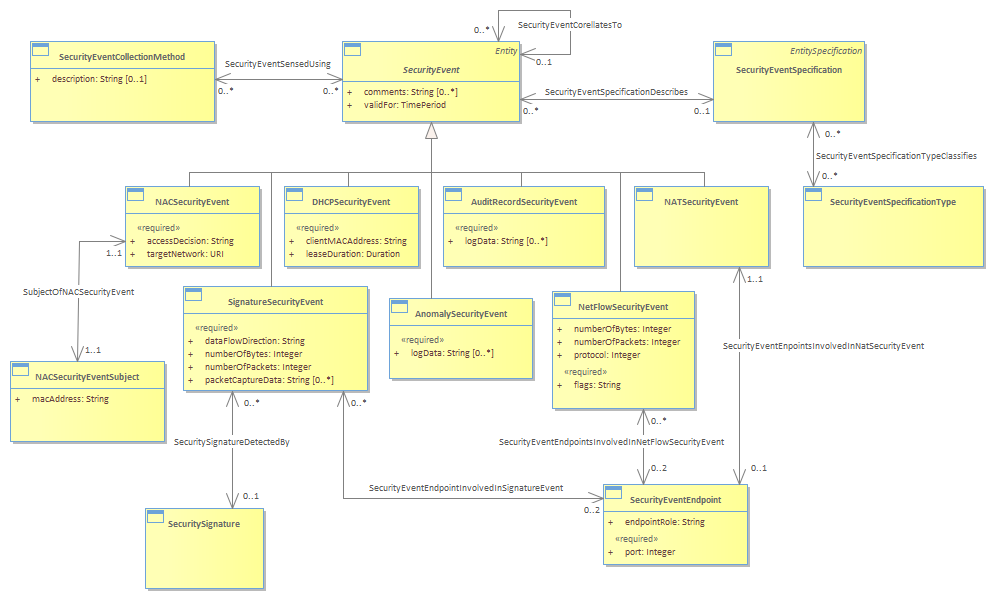 SecurityEventCorellatesTo
0..*
0..1
SecurityEventCollectionMethod
+ description: String [0..1]
SecurityEventSensedUsing
0..*
0..*
Entity
SecurityEvent
+ comments: String [0..*]
+ validFor: TimePeriod
SecurityEventSpecificationDescribes
0..*
0..1
EntitySpecification
SecurityEventSpecification
0..*
SecurityEventSpecificationTypeClassifies
0..*
NACSecurityEvent
«required»
+ accessDecision: String
+ targetNetwork: URI
DHCPSecurityEvent
«required»
+ clientMACAddress: String
+ leaseDuration: Duration
AuditRecordSecurityEvent
«required»
+ logData: String [0..*]
NATSecurityEvent
SecurityEventSpecificationType
1..1
SubjectOfNACSecurityEvent
1..1
1..1
SignatureSecurityEvent
«required»
+ dataFlowDirection: String
+ numberOfBytes: Integer
+ numberOfPackets: Integer
+ packetCaptureData: String [0..*]
AnomalySecurityEvent
«required»
+ logData: String [0..*]
NetFlowSecurityEvent
+ numberOfBytes: Integer
+ numberOfPackets: Integer
+ protocol: Integer
«required»
+ flags: String
SecurityEventEnpointsInvolvedInNatSecurityEvent
NACSecurityEventSubject
+ macAddress: String
0..*
0..*
0..*
SecuritySignatureDetectedBy
SecurityEventEndpointsInvolvedInNetFlowSecurityEvent
0..2
0..1
SecurityEventEndpointInvolvedInSignatureEvent
0..1
0..2
SecuritySignature
SecurityEventEndpoint
+ endpointRole: String
«required»
+ port: Integer